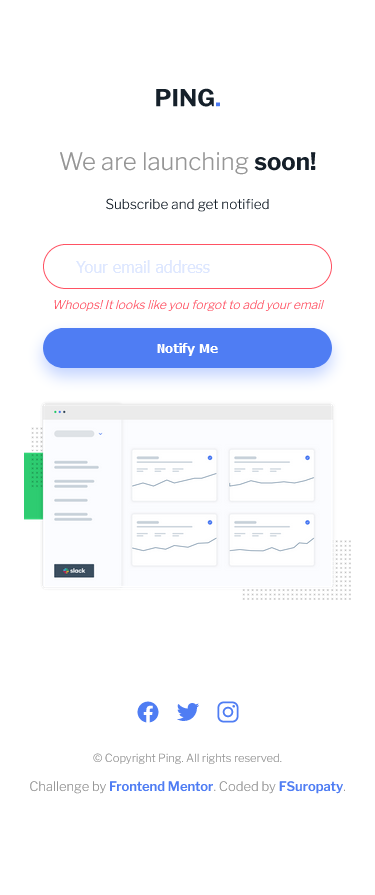 PING.
We are launching soon!
Subscribe and get notified
Your email address
Whoops! It looks like you forgot to add your email
Notify Me
slack
© Copyright Ping. All rights reserved.
Challenge by Frontend Mentor. Coded by FSuropaty.